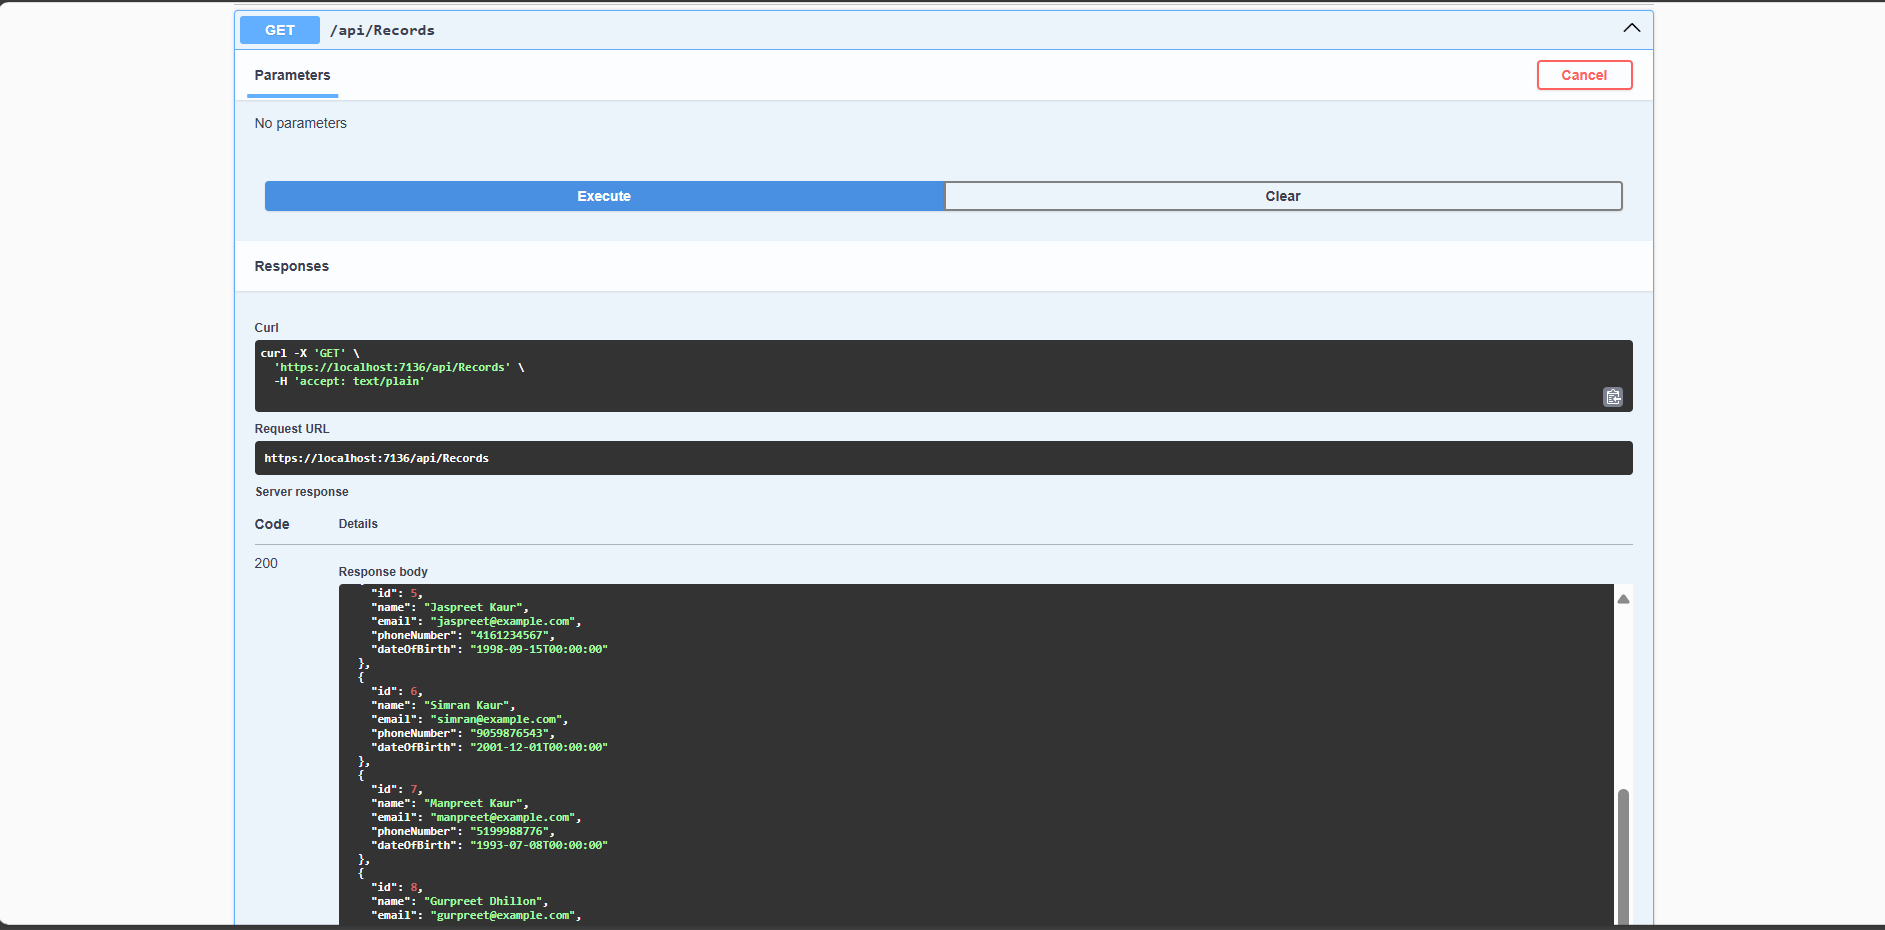 GET /api/Records
Parameters
Cancel
No parameters
Execute
Clear
Responses
Curl
curl -X 'GET' \
  'https://localhost:7136/api/Records' \
  -H 'accept: text/plain'
Request URL
https://localhost:7136/api/Records
Server response
Code Details
200
Response body
    "id": 5,
    "name": "Jaspreet Kaur",
    "email": "jaspreet@example.com",
    "phoneNumber": "4161234567",
    "dateOfBirth": "1998-09-15T00:00:00"
  },
  {
    "id": 6,
    "name": "Simran Kaur",
    "email": "simran@example.com",
    "phoneNumber": "9059876543",
    "dateOfBirth": "2001-12-01T00:00:00"
  },
  {
    "id": 7,
    "name": "Manpreet Kaur",
    "email": "manpreet@example.com",
    "phoneNumber": "5199988776",
    "dateOfBirth": "1993-07-08T00:00:00"
  },
  {
    "id": 8,
    "name": "Gurpreet Dhillon",
    "email": "gurpreet@example.com",